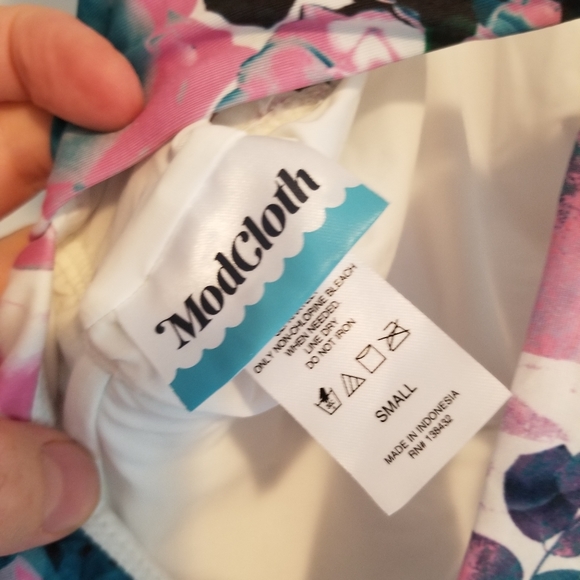 ModCloth
ONLY NON-CHLORINE BLEACH
WHEN NEEDED.
LINE DRY
DO NOT IRON
SMALL
MADE IN INDONESIA
RN# 138432